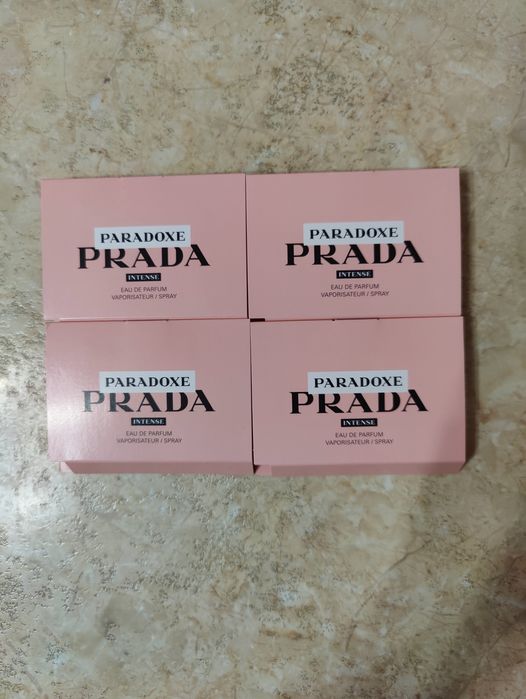 PARADOXE
PRADA
INTENSE
EAU DE PARFUM
VAPORISATEUR / SPRAY
PARADOXE
PRADA
INTENSE
EAU DE PARFUM
VAPORISATEUR / SPRAY
PARADOXE
PRADA
INTENSE
EAU DE PARFUM
VAPORISATEUR / SPRAY
PARADOXE
PRADA
INTENSE
EAU DE PARFUM
VAPORISATEUR / SPRAY